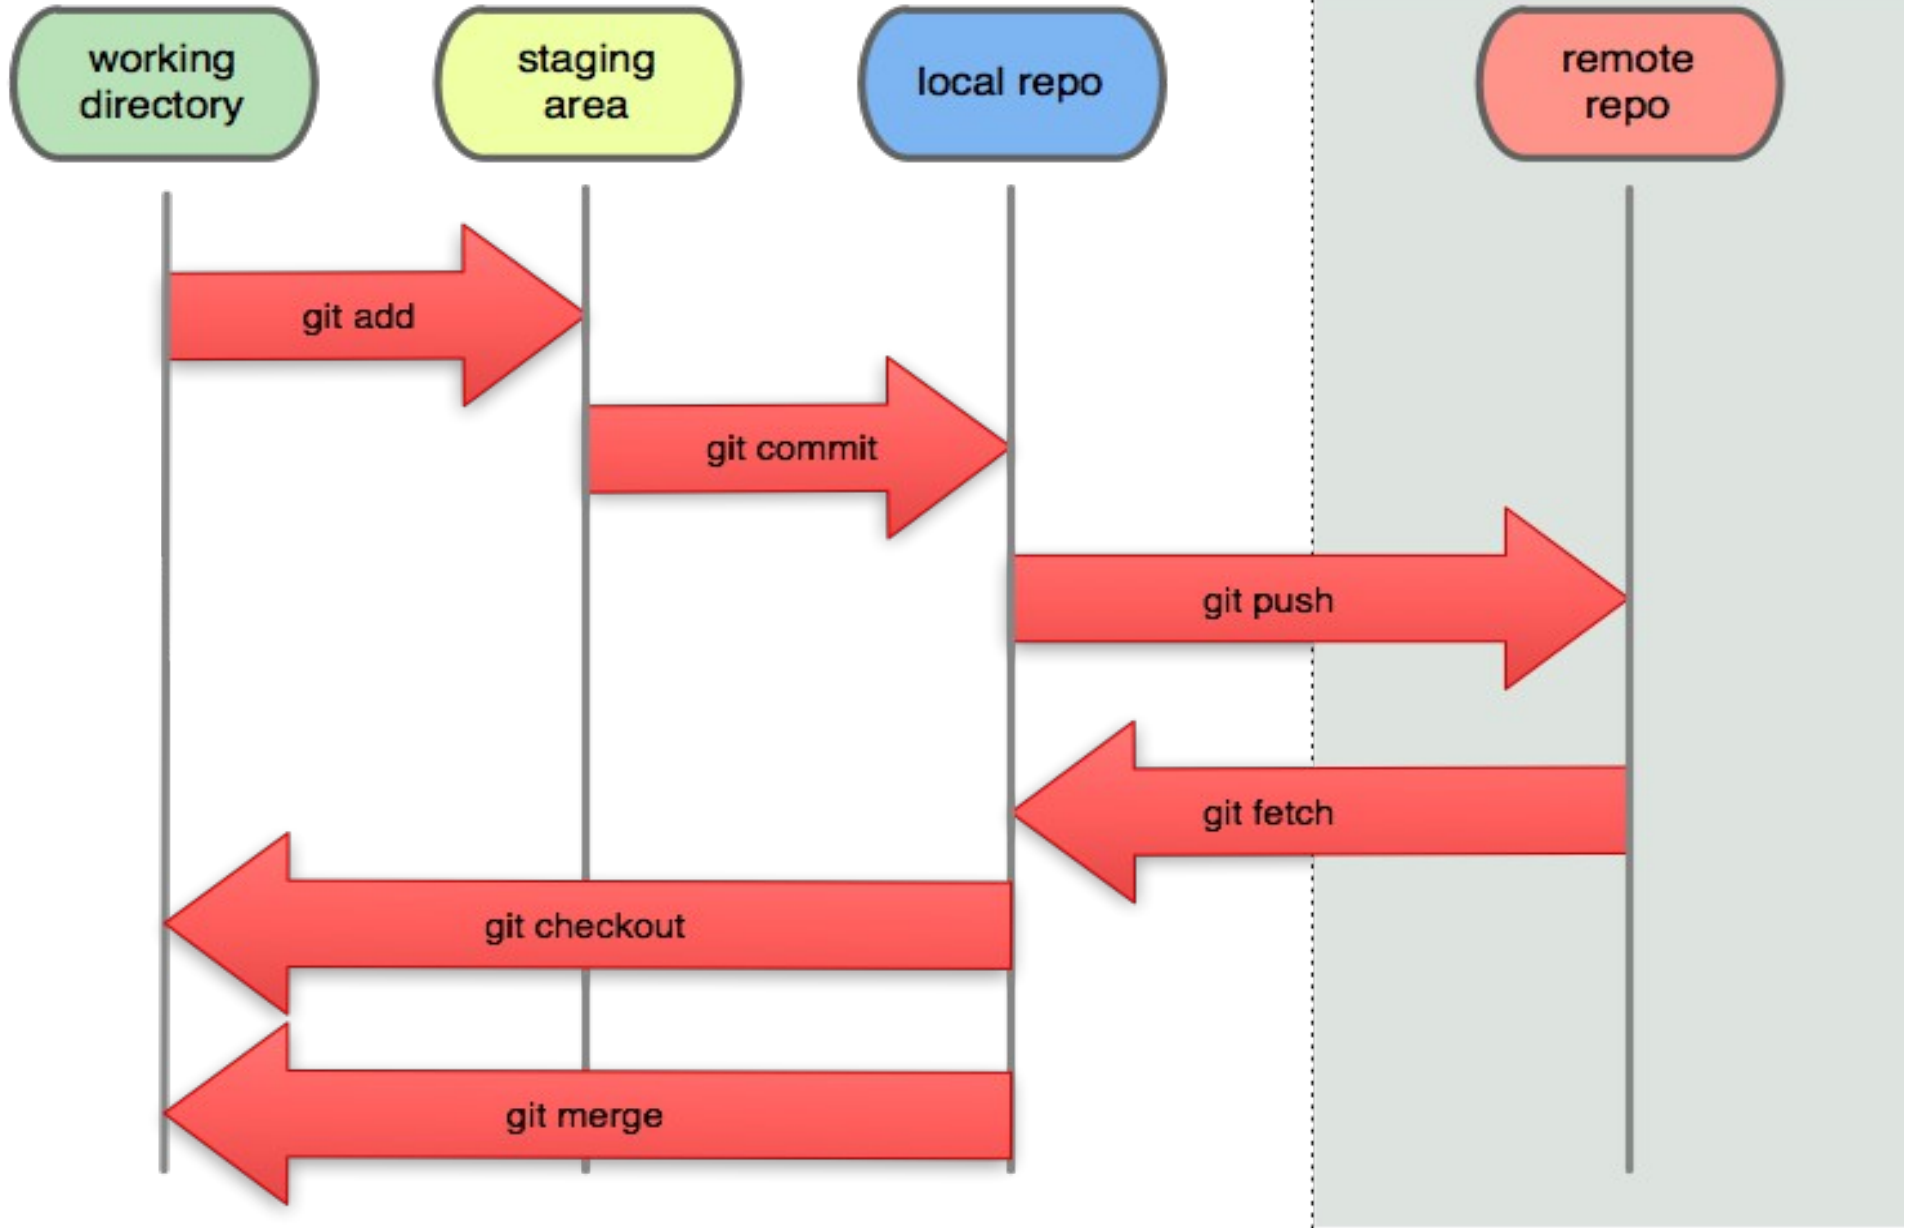 working
directory
staging
area
local repo
remote
repo
git add
git commit
git push
git fetch
git checkout
git merge